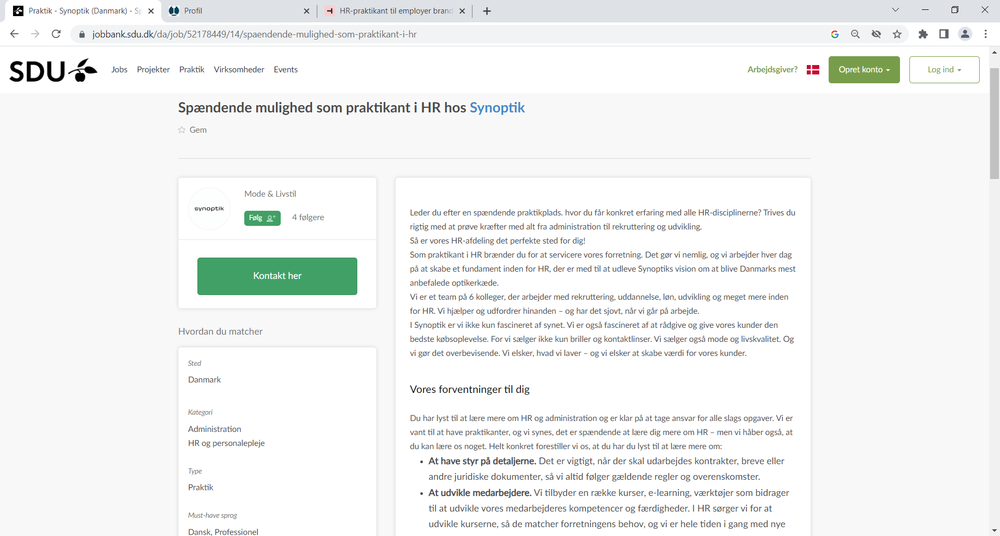 Praktik - Synoptik (Danmark) - Sp
Profil
HR-praktikant til employer brand
jobbank.sdu.dk/da/job/52178449/14/spaendende-mulighed-som-praktikant-i-hr
SDU
Jobs
Projekter
Praktik
Virksomheder
Events
Arbejdsgiver?
Opret konto
Log ind
Spændende mulighed som praktikant i HR hos Synoptik
Gem
synoptik
Mode & Livstil
Følg
4 følgere
Kontakt her
Hvordan du matcher
Sted
Danmark
Kategori
Administration
HR og personalepleje
Type
Praktik
Must-have sprog
Dansk, Professionel
Leder du efter en spændende praktikplads. hvor du får konkret erfaring med alle HR-disciplinerne? Trives du
rigtig med at prøve kræfter med alt fra administration til rekruttering og udvikling.
Så er vores HR-afdeling det perfekte sted for dig!
Som praktikant i HR brænder du for at servicere vores forretning. Det gør vi nemlig, og vi arbejder hver dag
på at skabe et fundament inden for HR, der er med til at udleve Synoptiks vision om at blive Danmarks mest
anbefalede optikerkæde.
Vi er et team på 6 kolleger, der arbejder med rekruttering, uddannelse, løn, udvikling og meget mere inden
for HR. Vi hjælper og udfordrer hinanden – og har det sjovt, når vi går på arbejde.
I Synoptik er vi ikke kun fascineret af synet. Vi er også fascineret af at rådgive og give vores kunder den
bedste købsoplevelse. For vi sælger ikke kun briller og kontaktlinser. Vi sælger også mode og livskvalitet. Og
vi gør det overbevisende. Vi elsker, hvad vi laver – og vi elsker at skabe værdi for vores kunder.
Vores forventninger til dig
Du har lyst til at lære mere om HR og administration og er klar på at tage ansvar for alle slags opgaver. Vi er
vant til at have praktikanter, og vi synes, det er spændende at lære dig mere om HR – men vi håber også, at
du kan lære os noget. Helt konkret forestiller vi os, at du har du lyst til at lære mere om:
• At have styr på detaljerne. Det er vigtigt, når der skal udarbejdes kontrakter, breve eller
andre juridiske dokumenter, så vi altid følger gældende regler og overenskomster.
• At udvikle medarbejdere. Vi tilbyder en række kurser, e-learning, værktøjer som bidrager
til at udvikle vores medarbejderes kompetencer og færdigheder. I HR sørger vi for at
udvikle kurserne, så de matcher forretningens behov, og vi er hele tiden i gang med nye